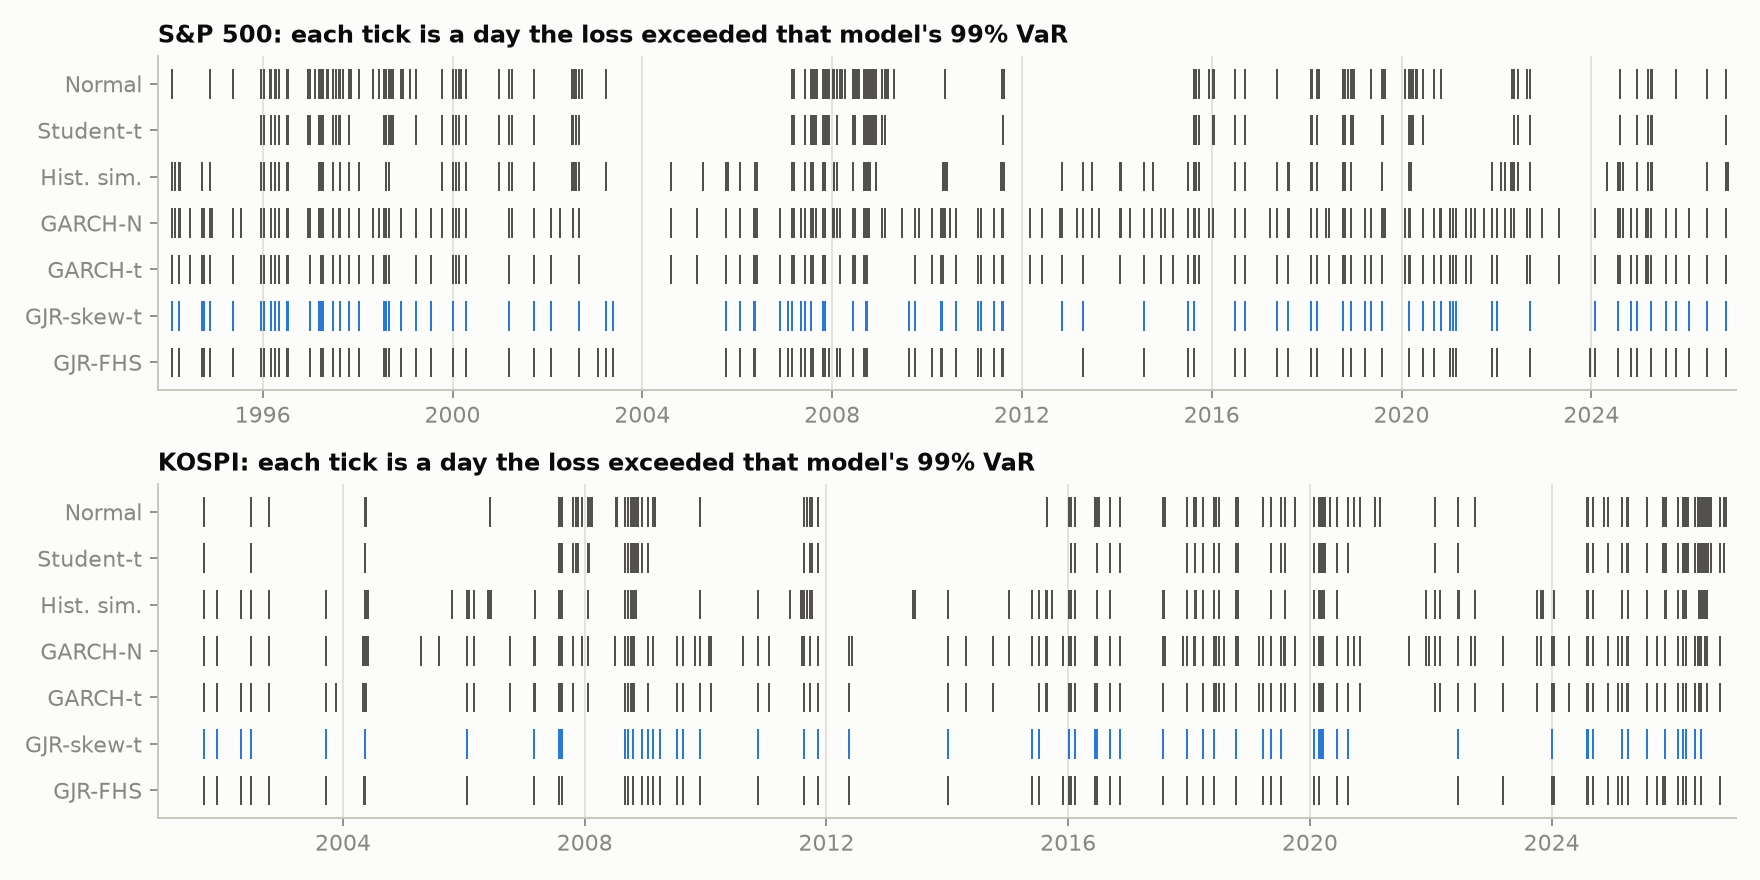 S&P 500: each tick is a day the loss exceeded that model's 99% VaR
Normal
Student-t
Hist. sim.
GARCH-N
GARCH-t
GJR-skew-t
GJR-FHS
1996 2000 2004 2008 2012 2016 2020 2024
KOSPI: each tick is a day the loss exceeded that model's 99% VaR
Normal
Student-t
Hist. sim.
GARCH-N
GARCH-t
GJR-skew-t
GJR-FHS
2004 2008 2012 2016 2020 2024